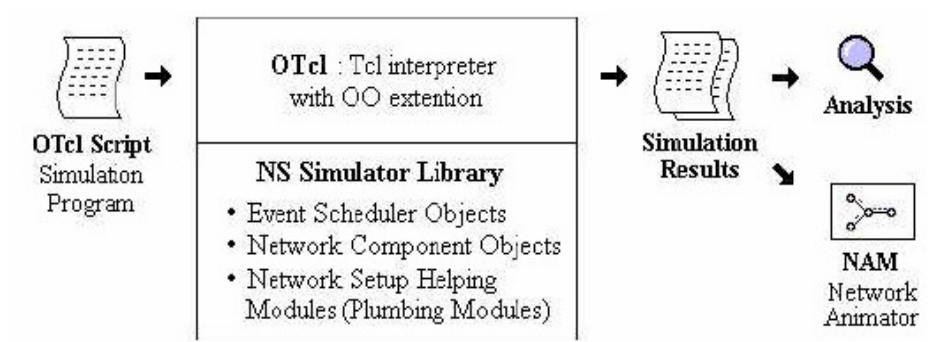 OTcl Script
Simulation
Program
OTcl : Tcl interpreter
with OO extention
NS Simulator Library
• Event Scheduler Objects
• Network Component Objects
• Network Setup Helping
Modules (Plumbing Modules)
Simulation
Results
Analysis
NAM
Network
Animator